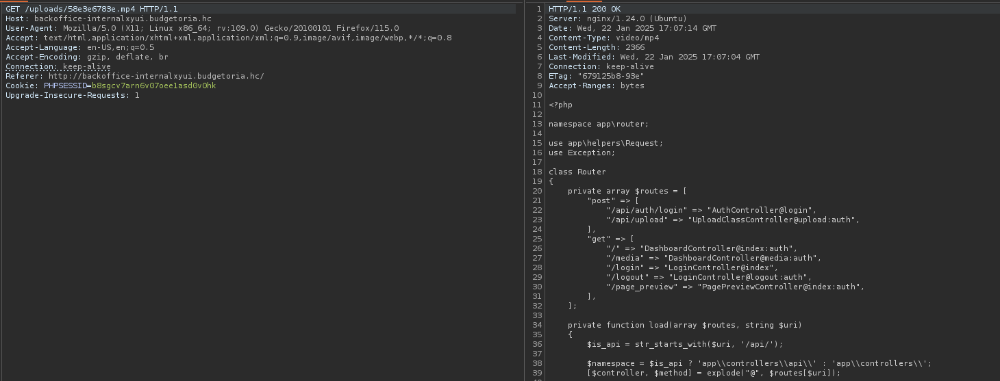 GET /uploads/58e3e6783e.mp4 HTTP/1.1
Host: backoffice-internalxyui.budgetoria.hc
User-Agent: Mozilla/5.0 (X11; Linux x86_64; rv:109.0) Gecko/20100101 Firefox/115.0
Accept: text/html,application/xhtml+xml,application/xml;q=0.9,image/avif,image/webp,*/*;q=0.8
Accept-Language: en-US,en;q=0.5
Accept-Encoding: gzip, deflate, br
Connection: keep-alive
Referer: http://backoffice-internalxyui.budgetoria.hc/
Cookie: PHPSESSID=b8sgcv7arn6v07oee1asd0v0hk
Upgrade-Insecure-Requests: 1
1 HTTP/1.1 200 OK
2 Server: nginx/1.24.0 (Ubuntu)
3 Date: Wed, 22 Jan 2025 17:07:14 GMT
4 Content-Type: video/mp4
5 Content-Length: 2366
6 Last-Modified: Wed, 22 Jan 2025 17:07:04 GMT
7 Connection: keep-alive
8 ETag: "679125b8-93e"
9 Accept-Ranges: bytes
10
11 <?php
12
13 namespace app\router;
14
15 use app\helpers\Request;
16 use Exception;
17
18 class Router
19 {
20     private array $routes = [
21         "post" => [
22             "/api/auth/login" => "AuthController@login",
23             "/api/upload" => "UploadClassController@upload:auth",
24         ],
25         "get" => [
26             "/" => "DashboardController@index:auth",
27             "/media" => "DashboardController@media:auth",
28             "/login" => "LoginController@index",
29             "/logout" => "LoginController@logout:auth",
30             "/page_preview" => "PagePreviewController@index:auth",
31         ],
32     ];
33
34     private function load(array $routes, string $uri)
35     {
36         $is_api = str_starts_with($uri, '/api/');
37
38         $namespace = $is_api ? 'app\\controllers\\api\\' : 'app\\controllers\\';
39         [$controller, $method] = explode("@", $routes[$uri]);